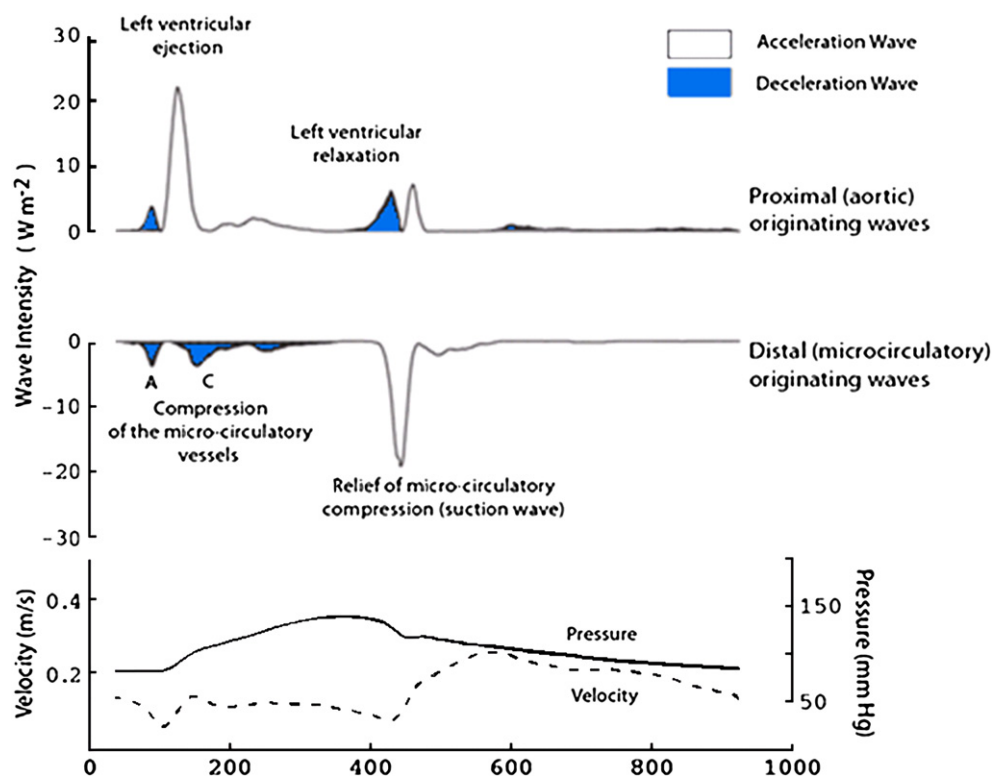 Left ventricular
ejection
Acceleration Wave
Deceleration Wave
Left ventricular
relaxation
Proximal (aortic)
originating waves
30
20
10
0
Wave Intensity ( W m-2 )
0
-10
-20
-30
A C
Compression
of the micro-circulatory
vessels
Distal (microcirculatory)
originating waves
Relief of micro-circulatory
compression (suction wave)
Velocity (m/s)
0.4
0.2
Pressure
Velocity
150
50
Pressure (mm Hg)
0 200 400 600 800 1000